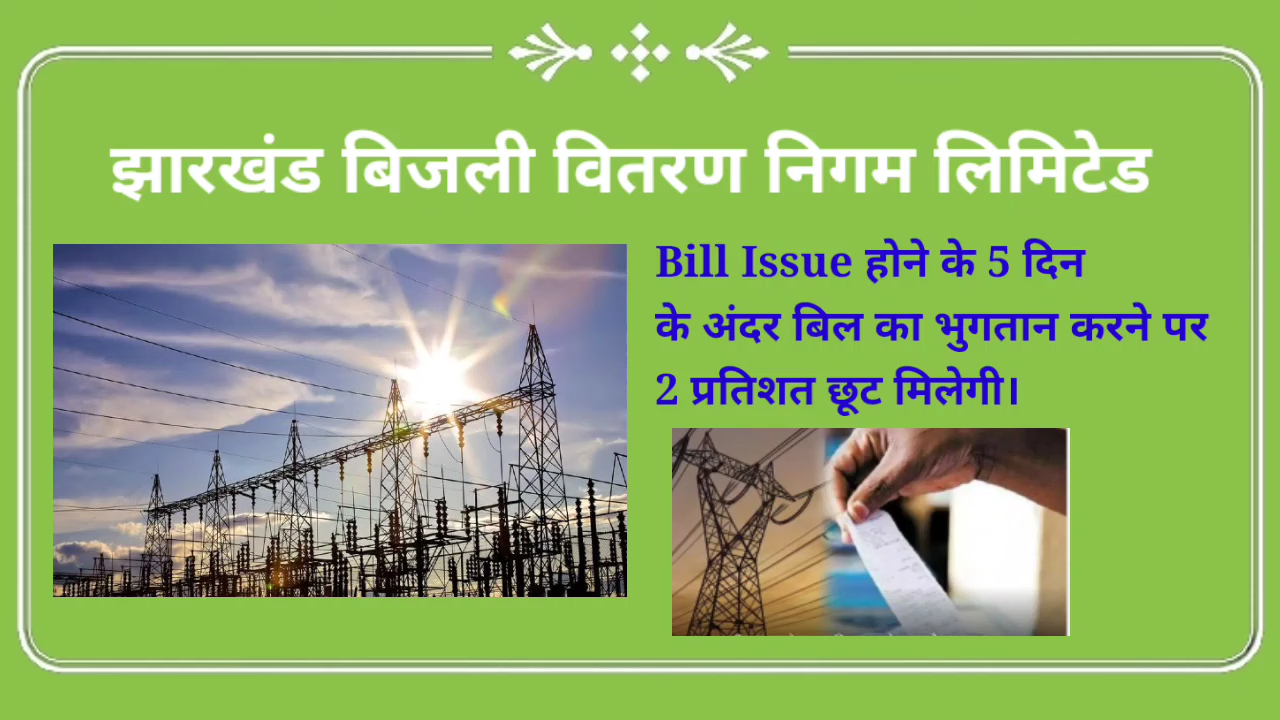 झारखंड बिजली वितरण निगम लिमिटेड
Bill Issue होने के 5 दिन
के अंदर बिल का भुगतान करने पर
2 प्रतिशत छूट मिलेगी।